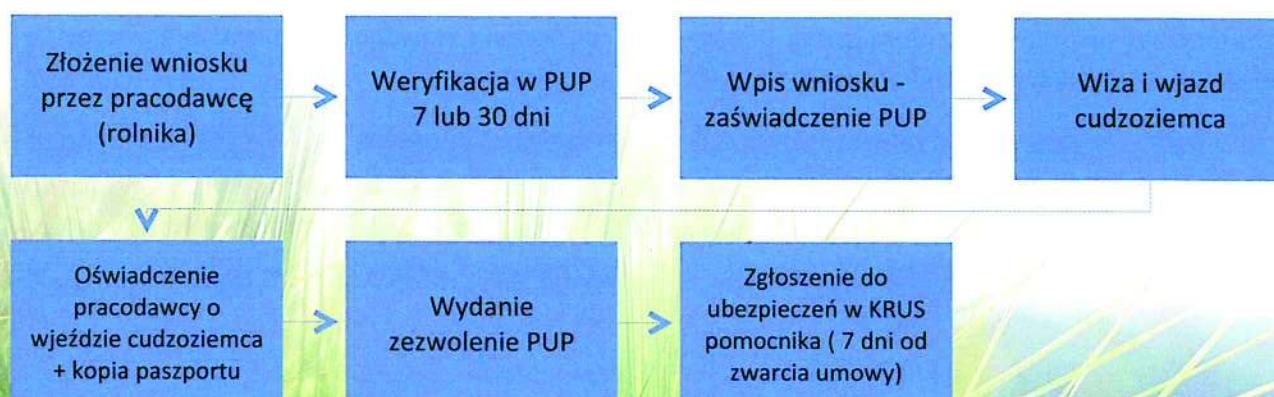 Złożenie wniosku
przez pracodawcę
(rolnika)
Weryfikacja w PUP
7 lub 30 dni
Wpis wniosku -
zaświadczenie PUP
Wiza i wjazd
cudzoziemca
Oświadczenie
pracodawcy o
wjeździe cudzoziemca
+ kopia paszportu
Wydanie
zezwolenie PUP
Zgłoszenie do
ubezpieczeń w KRUS
pomocnika ( 7 dni od
zwarcia umowy)